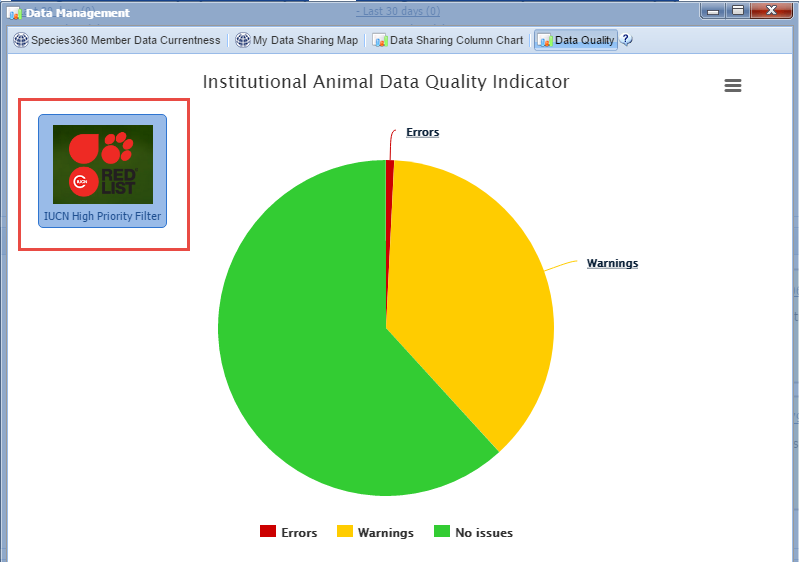 Data Management
- Last 30 days (0)
Species360 Member Data Currentness
My Data Sharing Map
Data Sharing Column Chart
Data Quality
Institutional Animal Data Quality Indicator
IUCN
RED
LIST
IUCN High Priority Filter
Errors
Warnings
Errors
Warnings
No issues